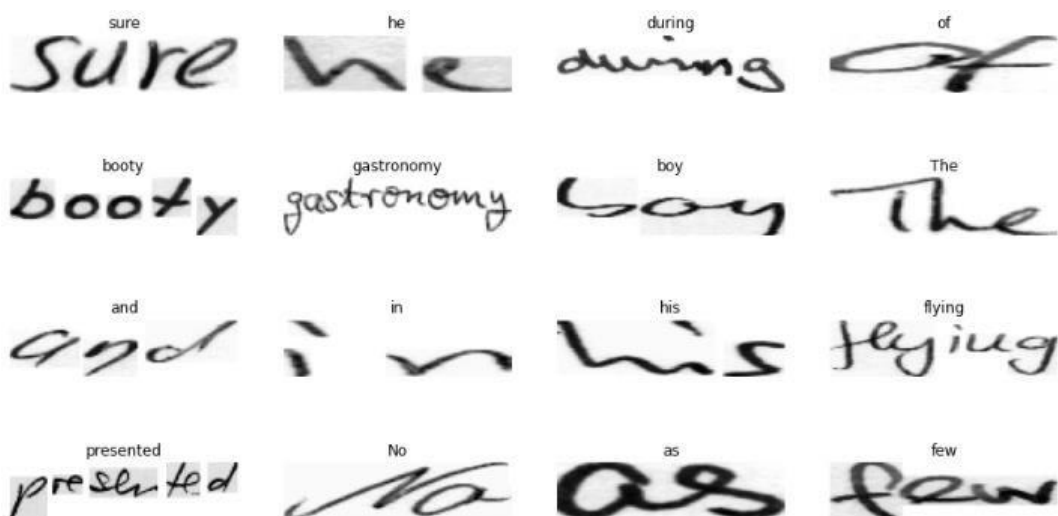 sure he during of
sure he during of
booty gastronomy boy The
booty gastronomy boy The
and in his flying
and in his flying
presented No as few
presented No as few